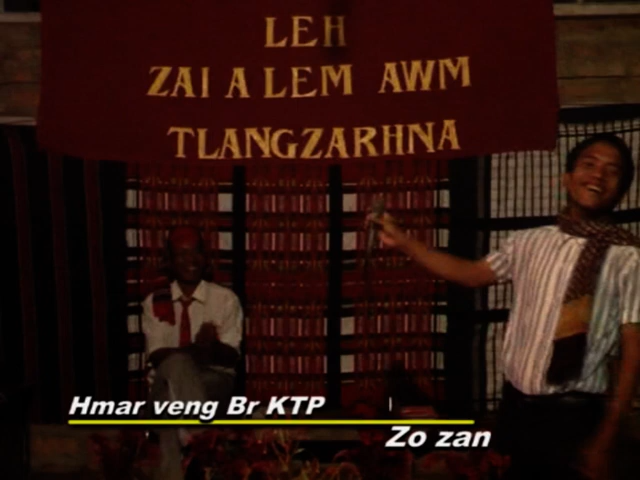 LEH
ZAI A LEM AWM
TLANGZARHNA
Hmar veng Br KTP
Zo zan